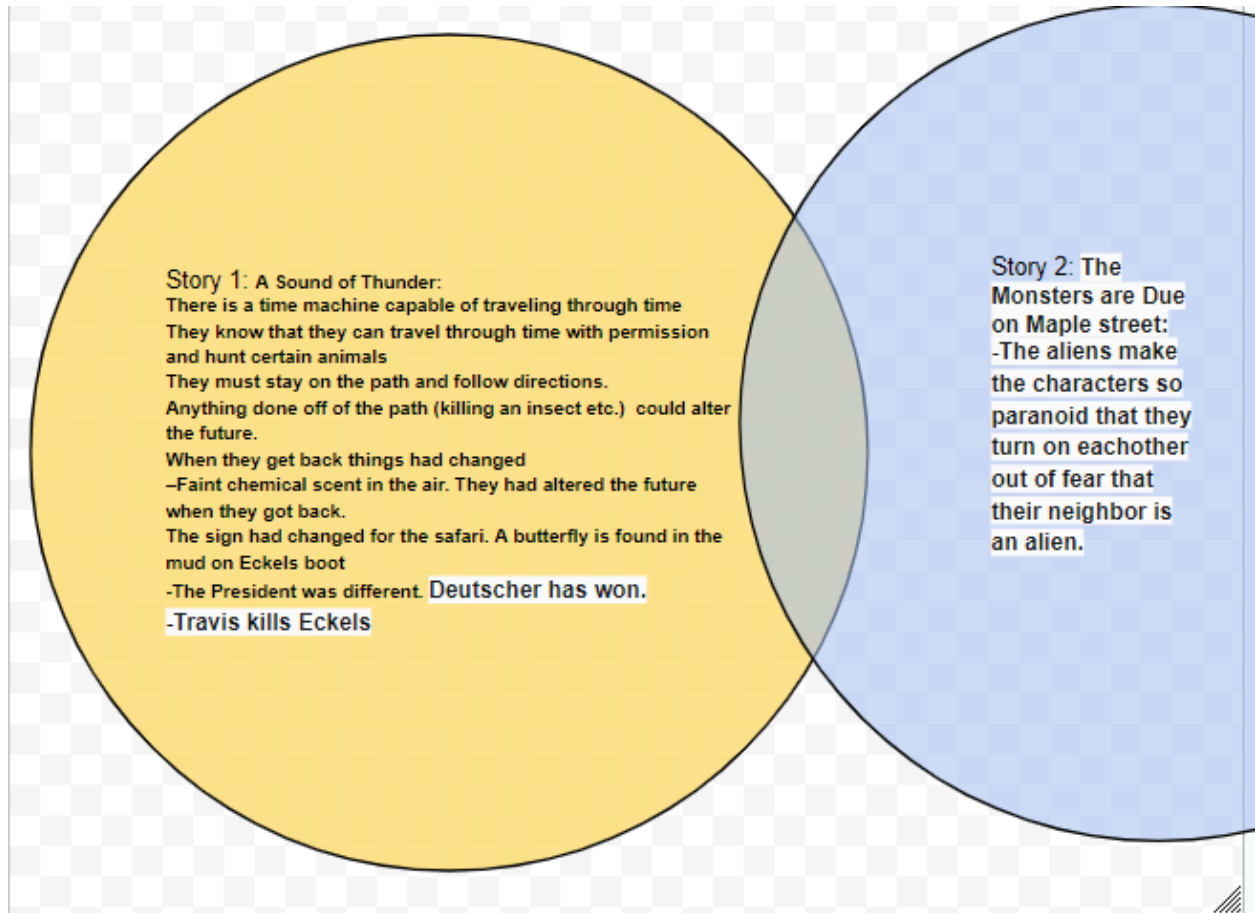 Story 1: A Sound of Thunder:
There is a time machine capable of traveling through time
They know that they can travel through time with permission
and hunt certain animals
They must stay on the path and follow directions.
Anything done off of the path (killing an insect etc.)  could alter
the future.
When they get back things had changed
–Faint chemical scent in the air. They had altered the future
when they got back.
The sign had changed for the safari. A butterfly is found in the
mud on Eckels boot
-The President was different. Deutscher has won.
-Travis kills Eckels
Story 2: The
Monsters are Due
on Maple street:
-The aliens make
the characters so
paranoid that they
turn on eachother
out of fear that
their neighbor is
an alien.